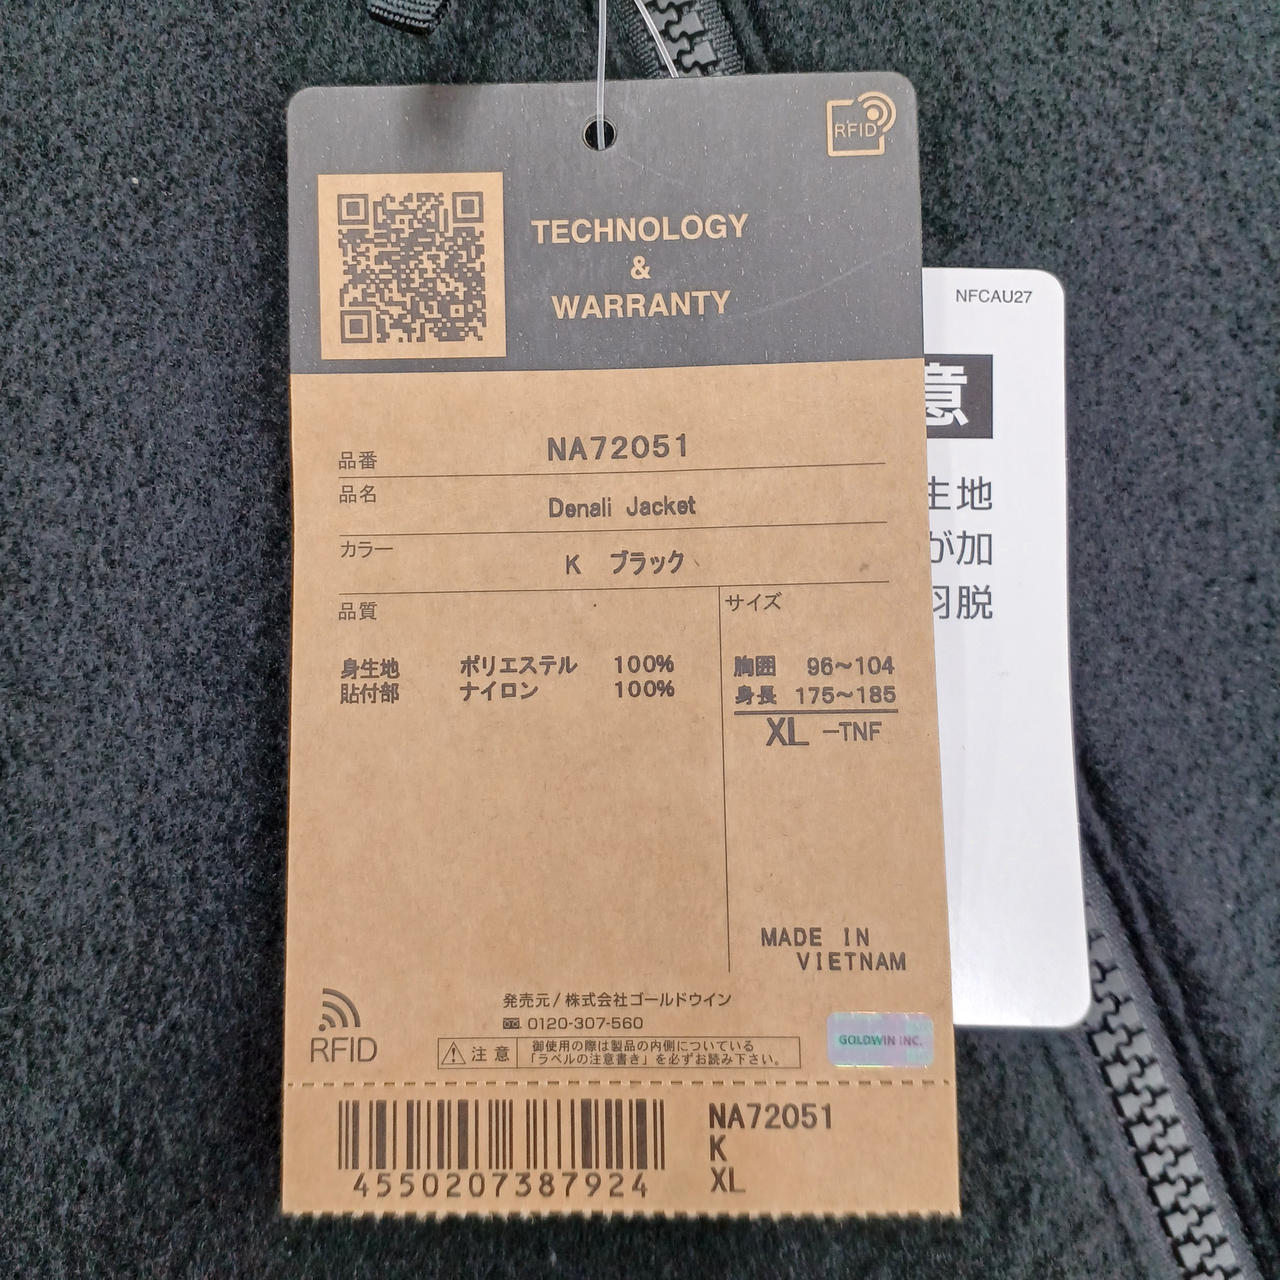 RFID
TECHNOLOGY
&
WARRANTY
NFCAU27
意
生地
が加
脱
品番 NA72051
品名 Denali Jacket
カラー K ブラック
品質
身生地 ポリエステル 100%
貼付部 ナイロン 100%
サイズ
胸囲 96～104
身長 175～185
XL -TNF
MADE IN
VIETNAM
RFID
発売元/株式会社ゴールドウイン
0120-307-560
注意
御使用の際は製品の内側についている
「ラベルの注意書き」を必ずお読み下さい。
GOLDWIN INC.
4550207387924
NA72051
K
XL